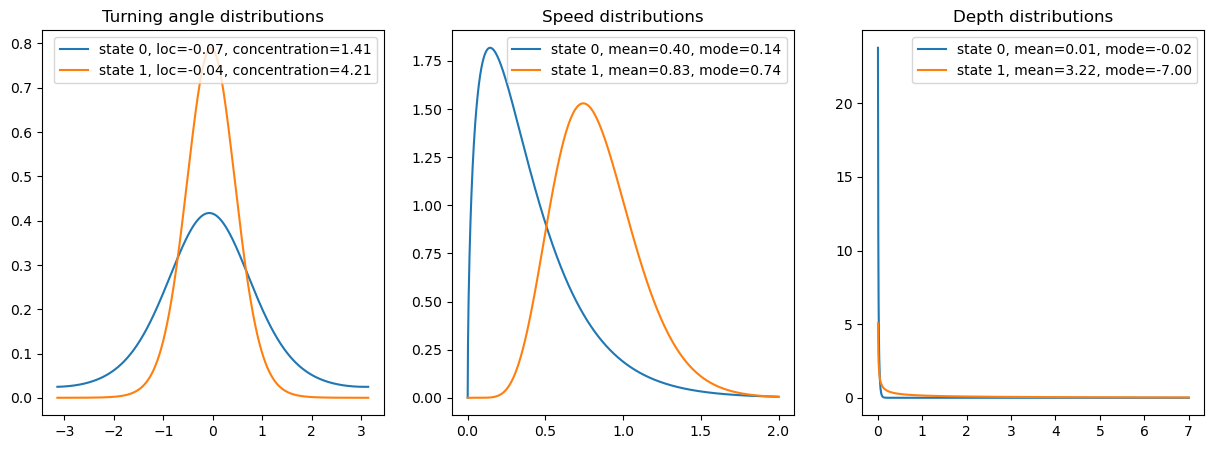 Turning angle distributions
state 0, loc=-0.07, concentration=1.41
state 1, loc=-0.04, concentration=4.21
0.8
0.7
0.6
0.5
0.4
0.3
0.2
0.1
0.0
−3 −2 −1 0 1 2 3
Speed distributions
state 0, mean=0.40, mode=0.14
state 1, mean=0.83, mode=0.74
1.75
1.50
1.25
1.00
0.75
0.50
0.25
0.00
0.0 0.5 1.0 1.5 2.0
Depth distributions
state 0, mean=0.01, mode=-0.02
state 1, mean=3.22, mode=-7.00
20
15
10
5
0
0 1 2 3 4 5 6 7